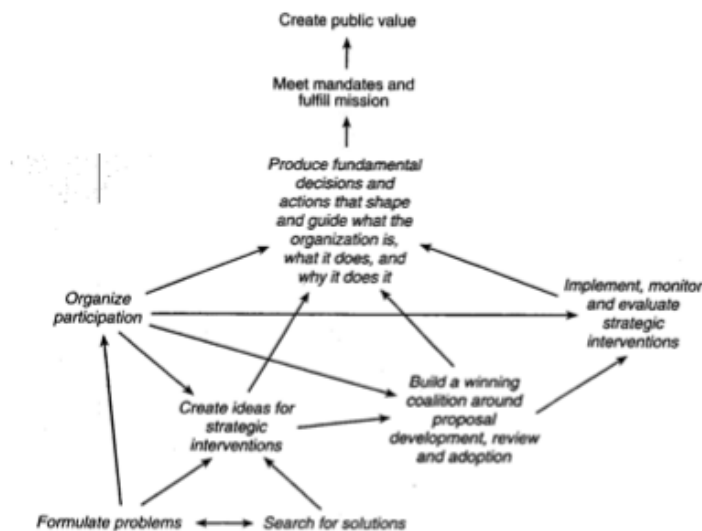 Create public value
Meet mandates and
fulfill mission
Produce fundamental
decisions and
actions that shape
and guide what the
organization is,
what it does, and
why it does it
Organize
participation
Implement, monitor
and evaluate
strategic
interventions
Create ideas for
strategic
interventions
Build a winning
coalition around
proposal
development, review
and adoption
Formulate problems
Search for solutions